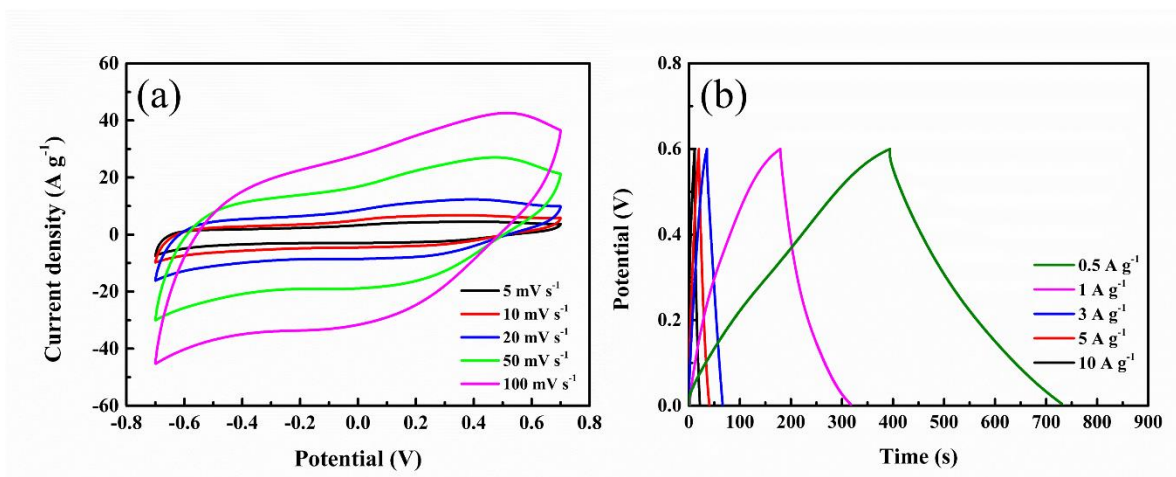 (a)
60
40
20
0
-20
-40
-60
Current density (A g⁻¹)
-0.8 -0.6 -0.4 -0.2 0.0 0.2 0.4 0.6 0.8
Potential (V)
5 mV s⁻¹
10 mV s⁻¹
20 mV s⁻¹
50 mV s⁻¹
100 mV s⁻¹
(b)
0.8
0.6
0.4
0.2
0.0
Potential (V)
0 100 200 300 400 500 600 700 800 900
Time (s)
0.5 A g⁻¹
1 A g⁻¹
3 A g⁻¹
5 A g⁻¹
10 A g⁻¹